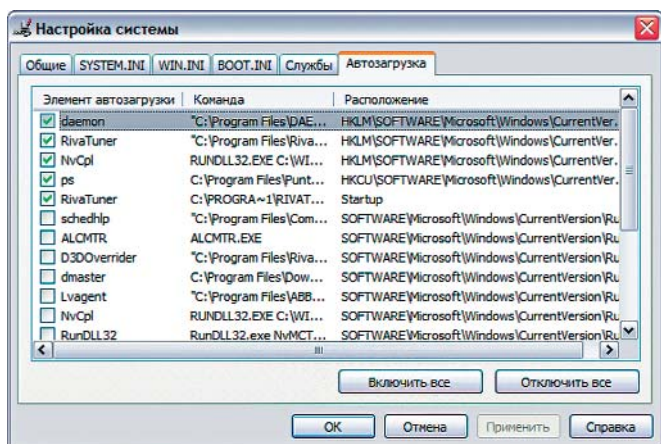 Настройка системы
Общие SYSTEM.INI WIN.INI BOOT.INI Службы Автозагрузка
Элемент автозагрузки Команда Расположение
daemon "C:\Program Files\DAE... HKLM\SOFTWARE\Microsoft\Windows\CurrentVer.
RivaTuner "C:\Program Files\Riva... HKLM\SOFTWARE\Microsoft\Windows\CurrentVer.
NvCpl RUNDLL32.EXE C:\WI... HKLM\SOFTWARE\Microsoft\Windows\CurrentVer.
ps C:\Program Files\Punt... HKCU\SOFTWARE\Microsoft\Windows\CurrentVer.
RivaTuner C:\PROGRA~1\RIVAT... Startup
schedhlp "C:\Program Files\Com... SOFTWARE\Microsoft\Windows\CurrentVersion\Ru
ALCMTR ALCMTR.EXE SOFTWARE\Microsoft\Windows\CurrentVersion\Ru
D3DOverrider "C:\Program Files\Riva... SOFTWARE\Microsoft\Windows\CurrentVersion\Ru
dmaster C:\Program Files\Dow... SOFTWARE\Microsoft\Windows\CurrentVersion\Ru
Lvagent "C:\Program Files\ABB... SOFTWARE\Microsoft\Windows\CurrentVersion\Ru
NvCpl RUNDLL32.EXE C:\WI... SOFTWARE\Microsoft\Windows\CurrentVersion\Ru
RunDLL32 RunDLL32.exe NvMCT... SOFTWARE\Microsoft\Windows\CurrentVersion\Ru
Включить все Отключить все
ОК Отмена Применить Справка